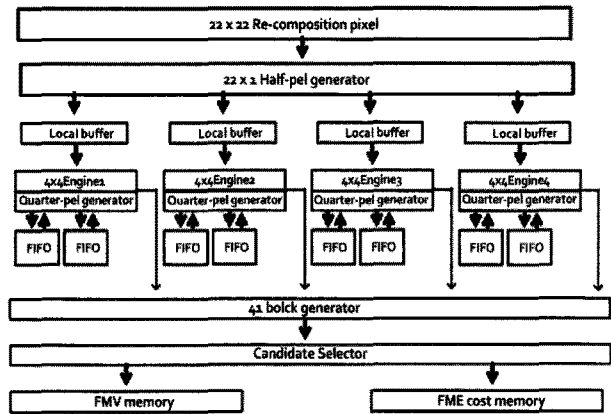 22 x 22 Re-composition pixel
22 x 1 Half-pel generator
Local buffer Local buffer Local buffer Local buffer
4x4Engine1 4x4Engine2 4x4Engine3 4x4Engine4
Quarter-pel generator Quarter-pel generator Quarter-pel generator Quarter-pel generator
FIFO FIFO FIFO FIFO FIFO FIFO FIFO FIFO
41 bolck generator
Candidate Selector
FMV memory FME cost memory